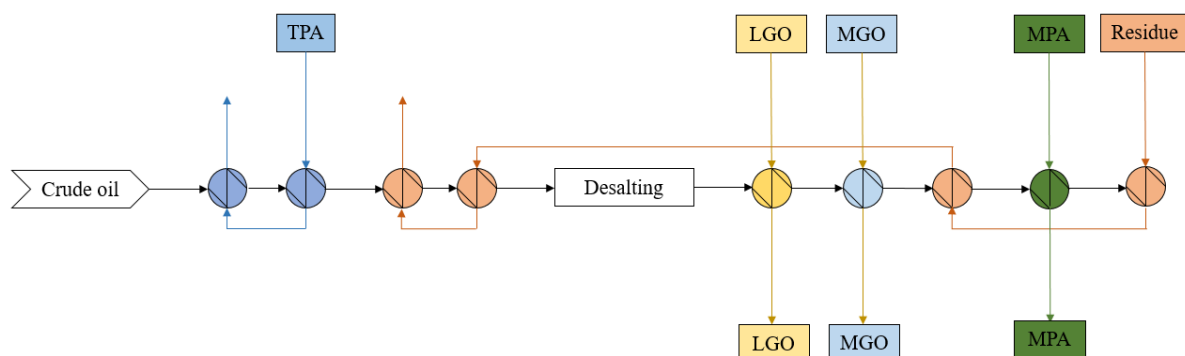 TPA
LGO
MGO
MPA
Residue
Crude oil
Desalting
LGO
MGO
MPA